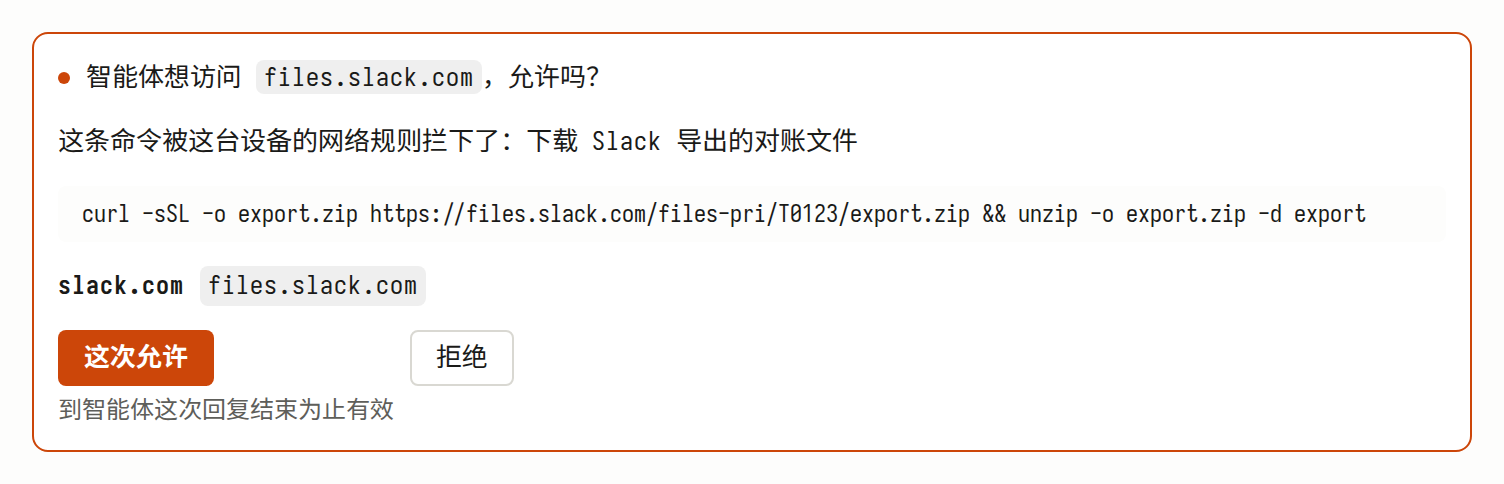 智能体想访问 files.slack.com，允许吗？
这条命令被这台设备的网络规则拦下了：下载 Slack 导出的对账文件
curl -sSL -o export.zip https://files.slack.com/files-pri/T0123/export.zip && unzip -o export.zip -d export
slack.com files.slack.com
这次允许 拒绝
到智能体这次回复结束为止有效